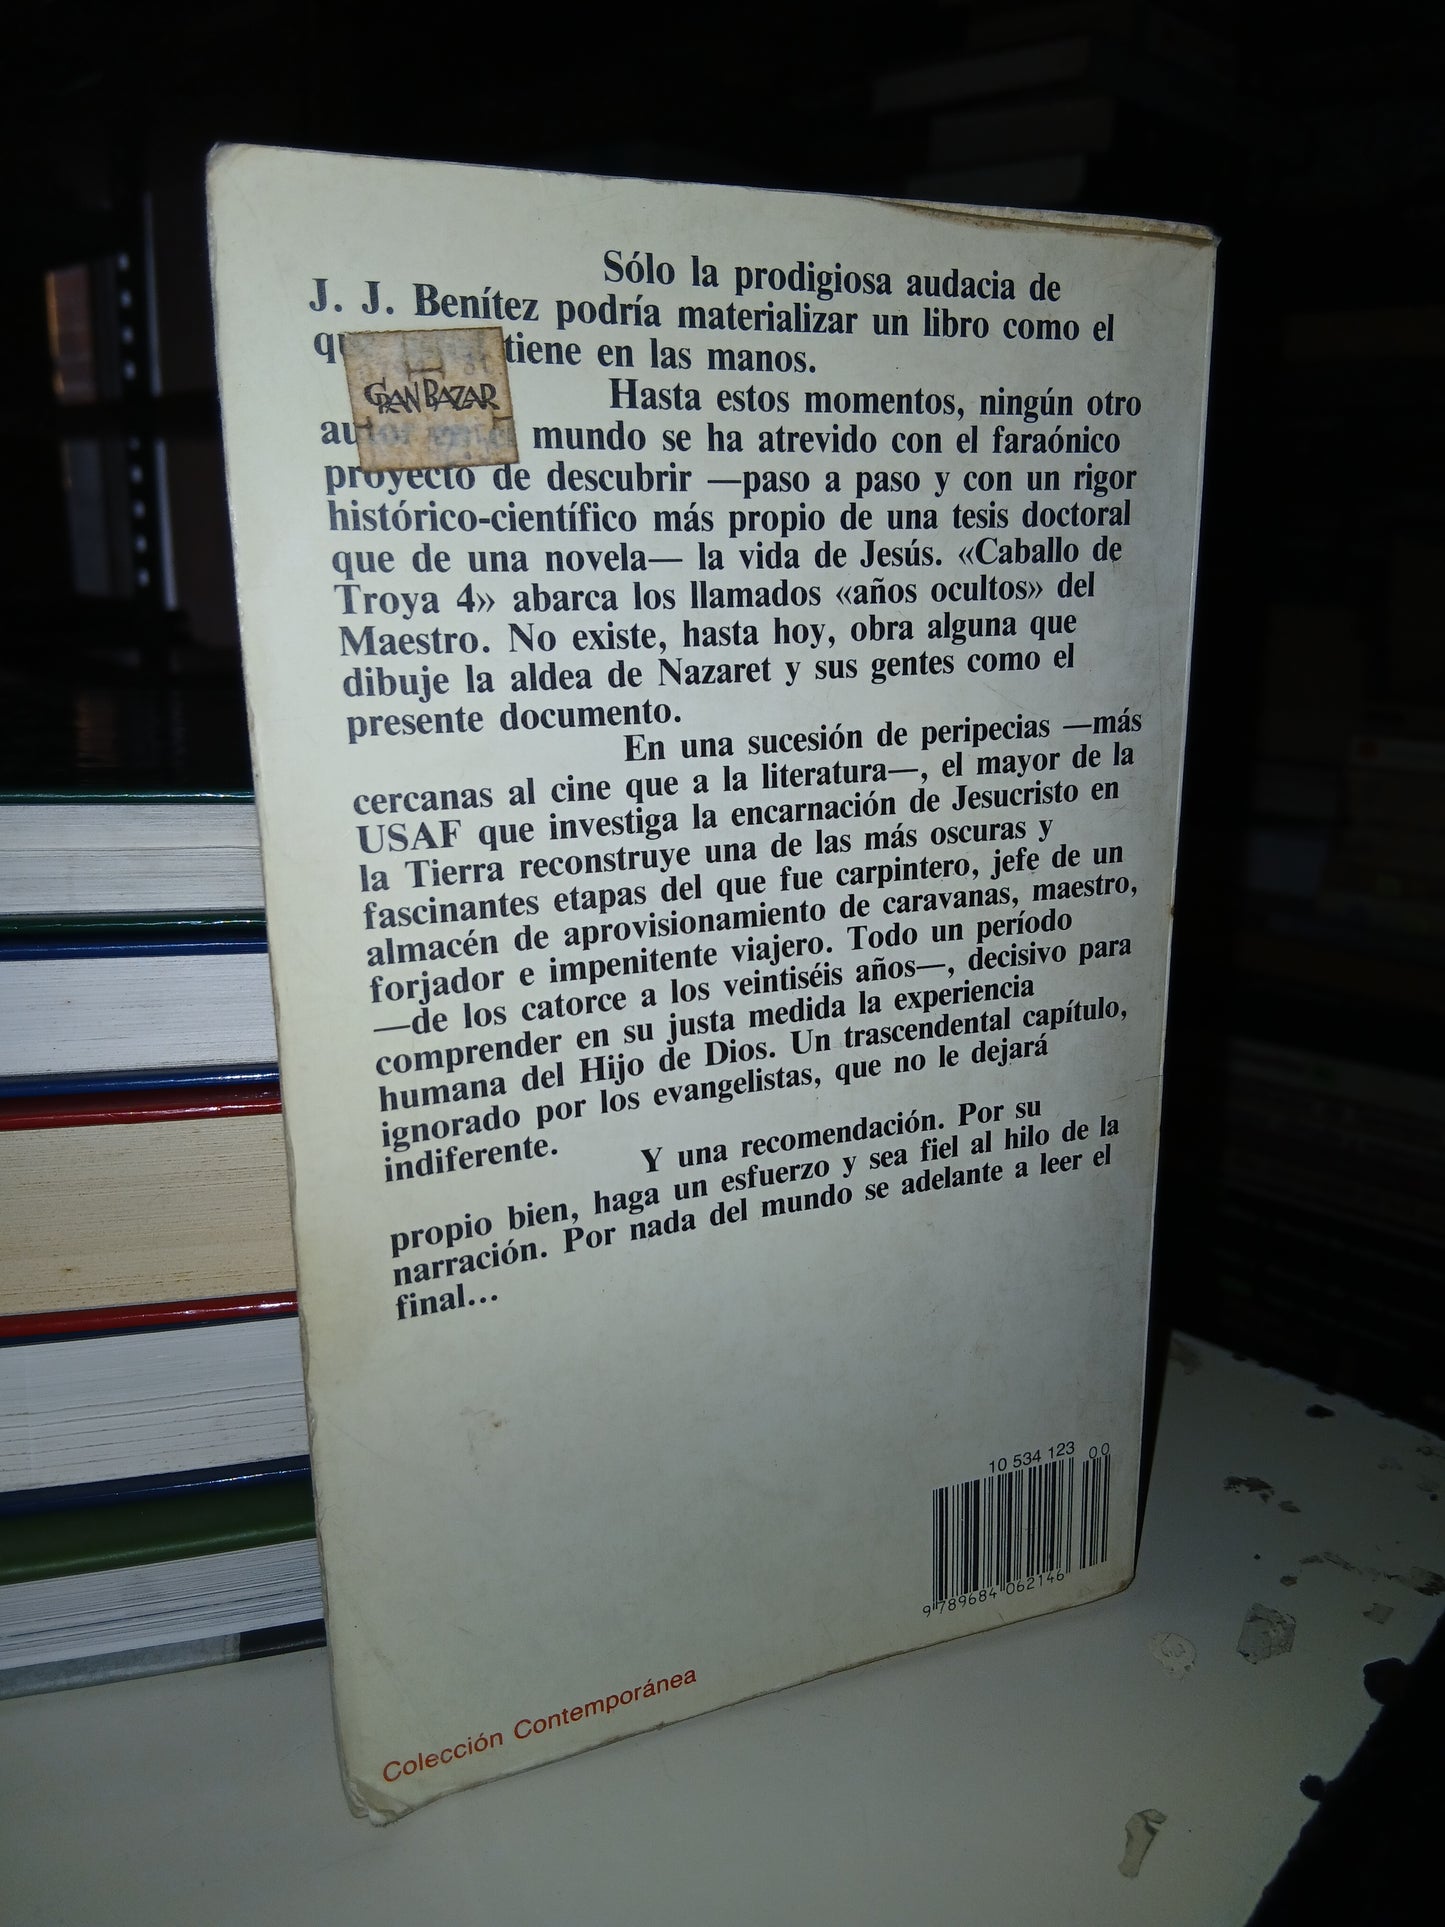 Sólo la prodigiosa audacia de
J. J. Benítez podría materializar un libro como el
tiene en las manos.
GRAN BAZAR
Hasta estos momentos, ningún otro
mundo se ha atrevido con el faraónico
proyecto de descubrir —paso a paso y con un rigor
histórico-científico más propio de una tesis doctoral
que de una novela— la vida de Jesús. «Caballo de
Troya 4» abarca los llamados «años ocultos» del
Maestro. No existe, hasta hoy, obra alguna que
dibuje la aldea de Nazaret y sus gentes como el
presente documento.
En una sucesión de peripecias —más
cercanas al cine que a la literatura—, el mayor de la
USAF que investiga la encarnación de Jesucristo en
la Tierra reconstruye una de las más oscuras y
fascinantes etapas del que fue carpintero, jefe de un
almacén de aprovisionamiento de caravanas, maestro,
forjador e impenitente viajero. Todo un período
—de los catorce a los veintiséis años—, decisivo para
comprender en su justa medida la experiencia
humana del Hijo de Dios. Un trascendental capítulo,
ignorado por los evangelistas, que no le dejará
indiferente.
Y una recomendación. Por su
propio bien, haga un esfuerzo y sea fiel al hilo de la
narración. Por nada del mundo se adelante a leer el
final...
10 534 123 00
9 789684 062146
Colección Contemporánea